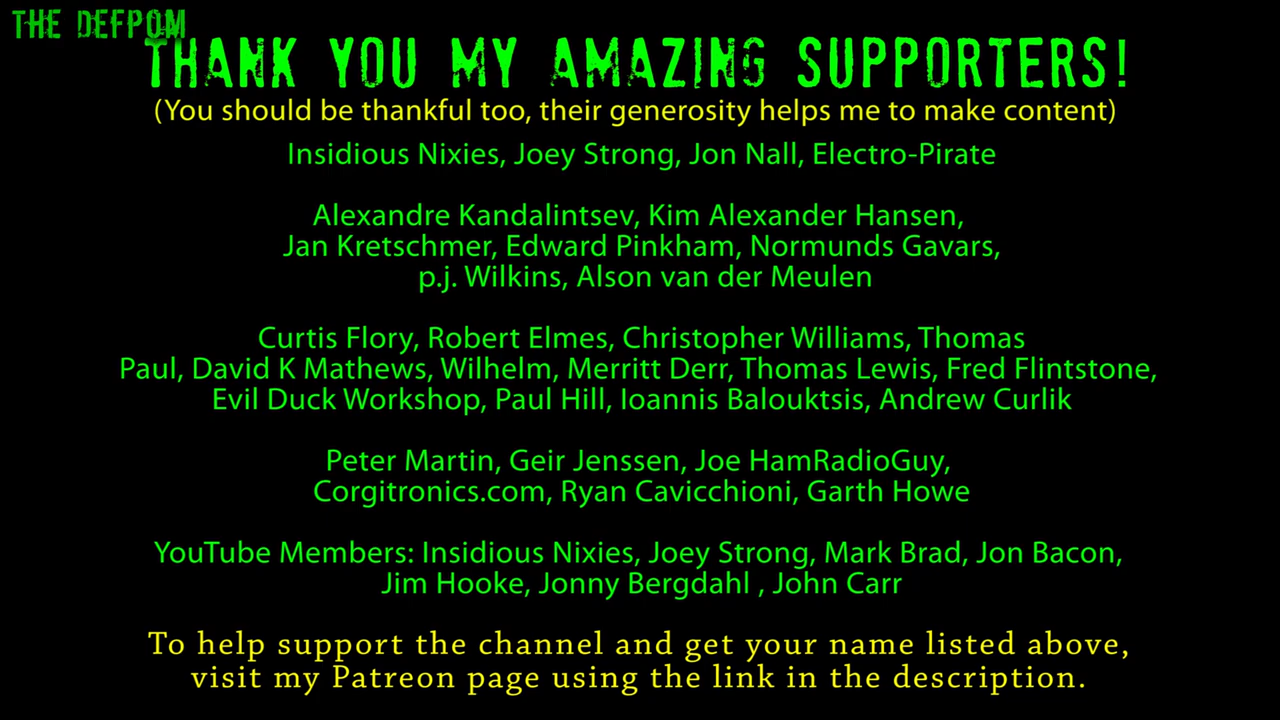 THE DEFPOM
THANK YOU MY AMAZING SUPPORTERS!
(You should be thankful too, their generosity helps me to make content)
Insidious Nixies, Joey Strong, Jon Nall, Electro-Pirate
Alexandre Kandalintsev, Kim Alexander Hansen,
Jan Kretschmer, Edward Pinkham, Normunds Gavars,
p.j. Wilkins, Alson van der Meulen
Curtis Flory, Robert Elmes, Christopher Williams, Thomas
Paul, David K Mathews, Wilhelm, Merritt Derr, Thomas Lewis, Fred Flintstone,
Evil Duck Workshop, Paul Hill, Ioannis Balouktsis, Andrew Curlik
Peter Martin, Geir Jenssen, Joe HamRadioGuy,
Corgitronics.com, Ryan Cavicchioni, Garth Howe
YouTube Members: Insidious Nixies, Joey Strong, Mark Brad, Jon Bacon,
Jim Hooke, Jonny Bergdahl , John Carr
To help support the channel and get your name listed above,
visit my Patreon page using the link in the description.